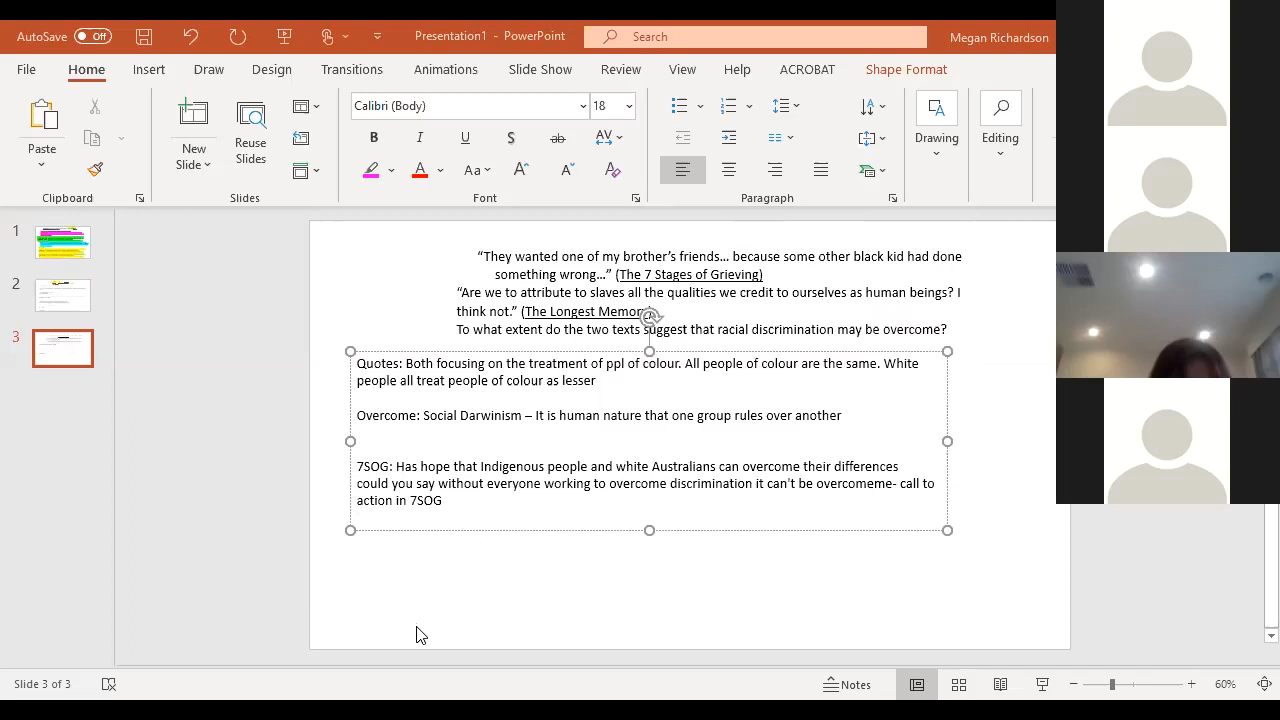 AutoSave Off Presentation1 - PowerPoint Search Megan Richardson
File Home Insert Draw Design Transitions Animations Slide Show Review View Help ACROBAT Shape Format
Calibri (Body) 18
Paste New Slide Reuse Slides Drawing Editing
B I U S ab AV
A Aa A A A
Clipboard Slides Font Paragraph
1
2
3
“They wanted one of my brother’s friends… because some other black kid had done
something wrong…” (The 7 Stages of Grieving)
“Are we to attribute to slaves all the qualities we credit to ourselves as human beings? I
think not.” (The Longest Memor
To what extent do the two texts suggest that racial discrimination may be overcome?
Quotes: Both focusing on the treatment of ppl of colour. All people of colour are the same. White
people all treat people of colour as lesser
Overcome: Social Darwinism – It is human nature that one group rules over another
7SOG: Has hope that Indigenous people and white Australians can overcome their differences
could you say without everyone working to overcome discrimination it can't be overcomeme- call to
action in 7SOG
Slide 3 of 3 Notes 60%